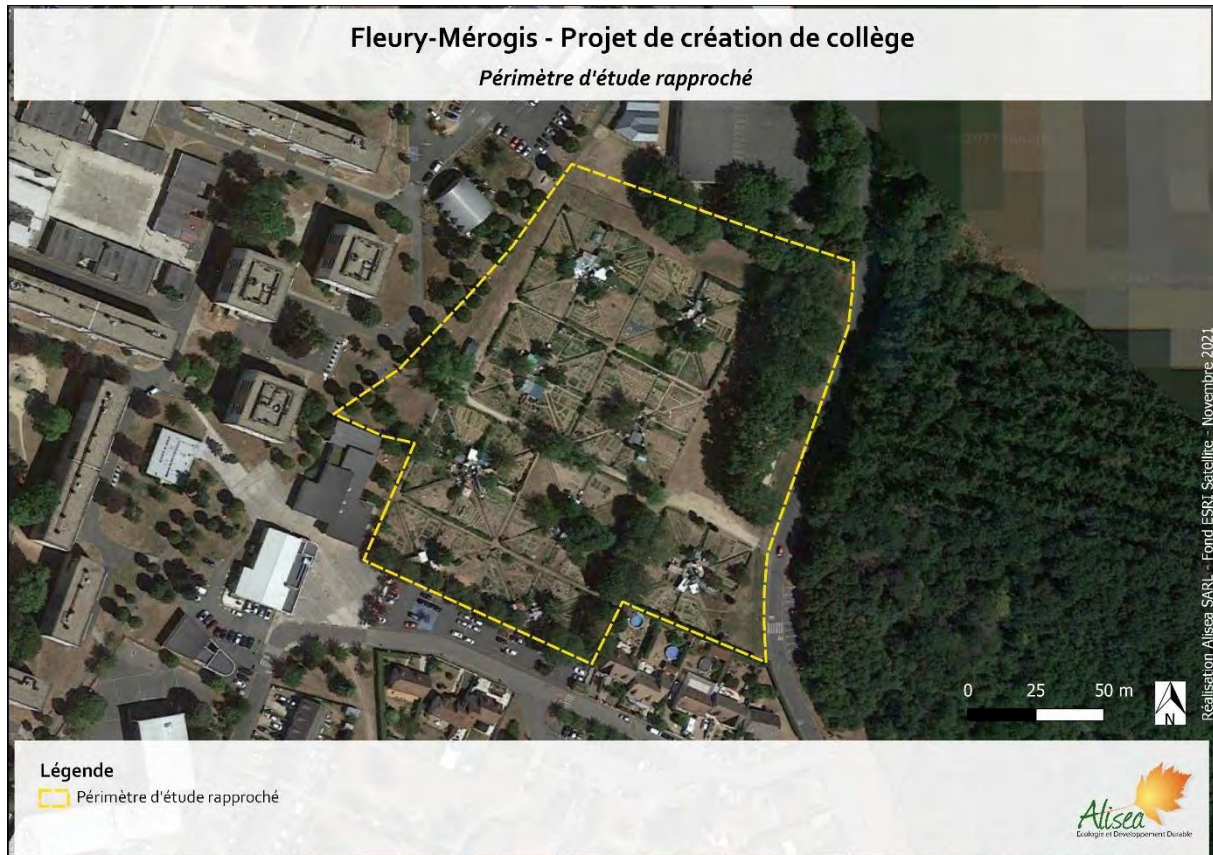 Fleury-Mérogis - Projet de création de collège
Périmètre d'étude rapproché
0 25 50 m
N
Réalisation Alisea SARL - Fond ESRI Satellite - Novembre 2021
Légende
Périmètre d'étude rapproché
Alisea
Ecologie et Développement Durable